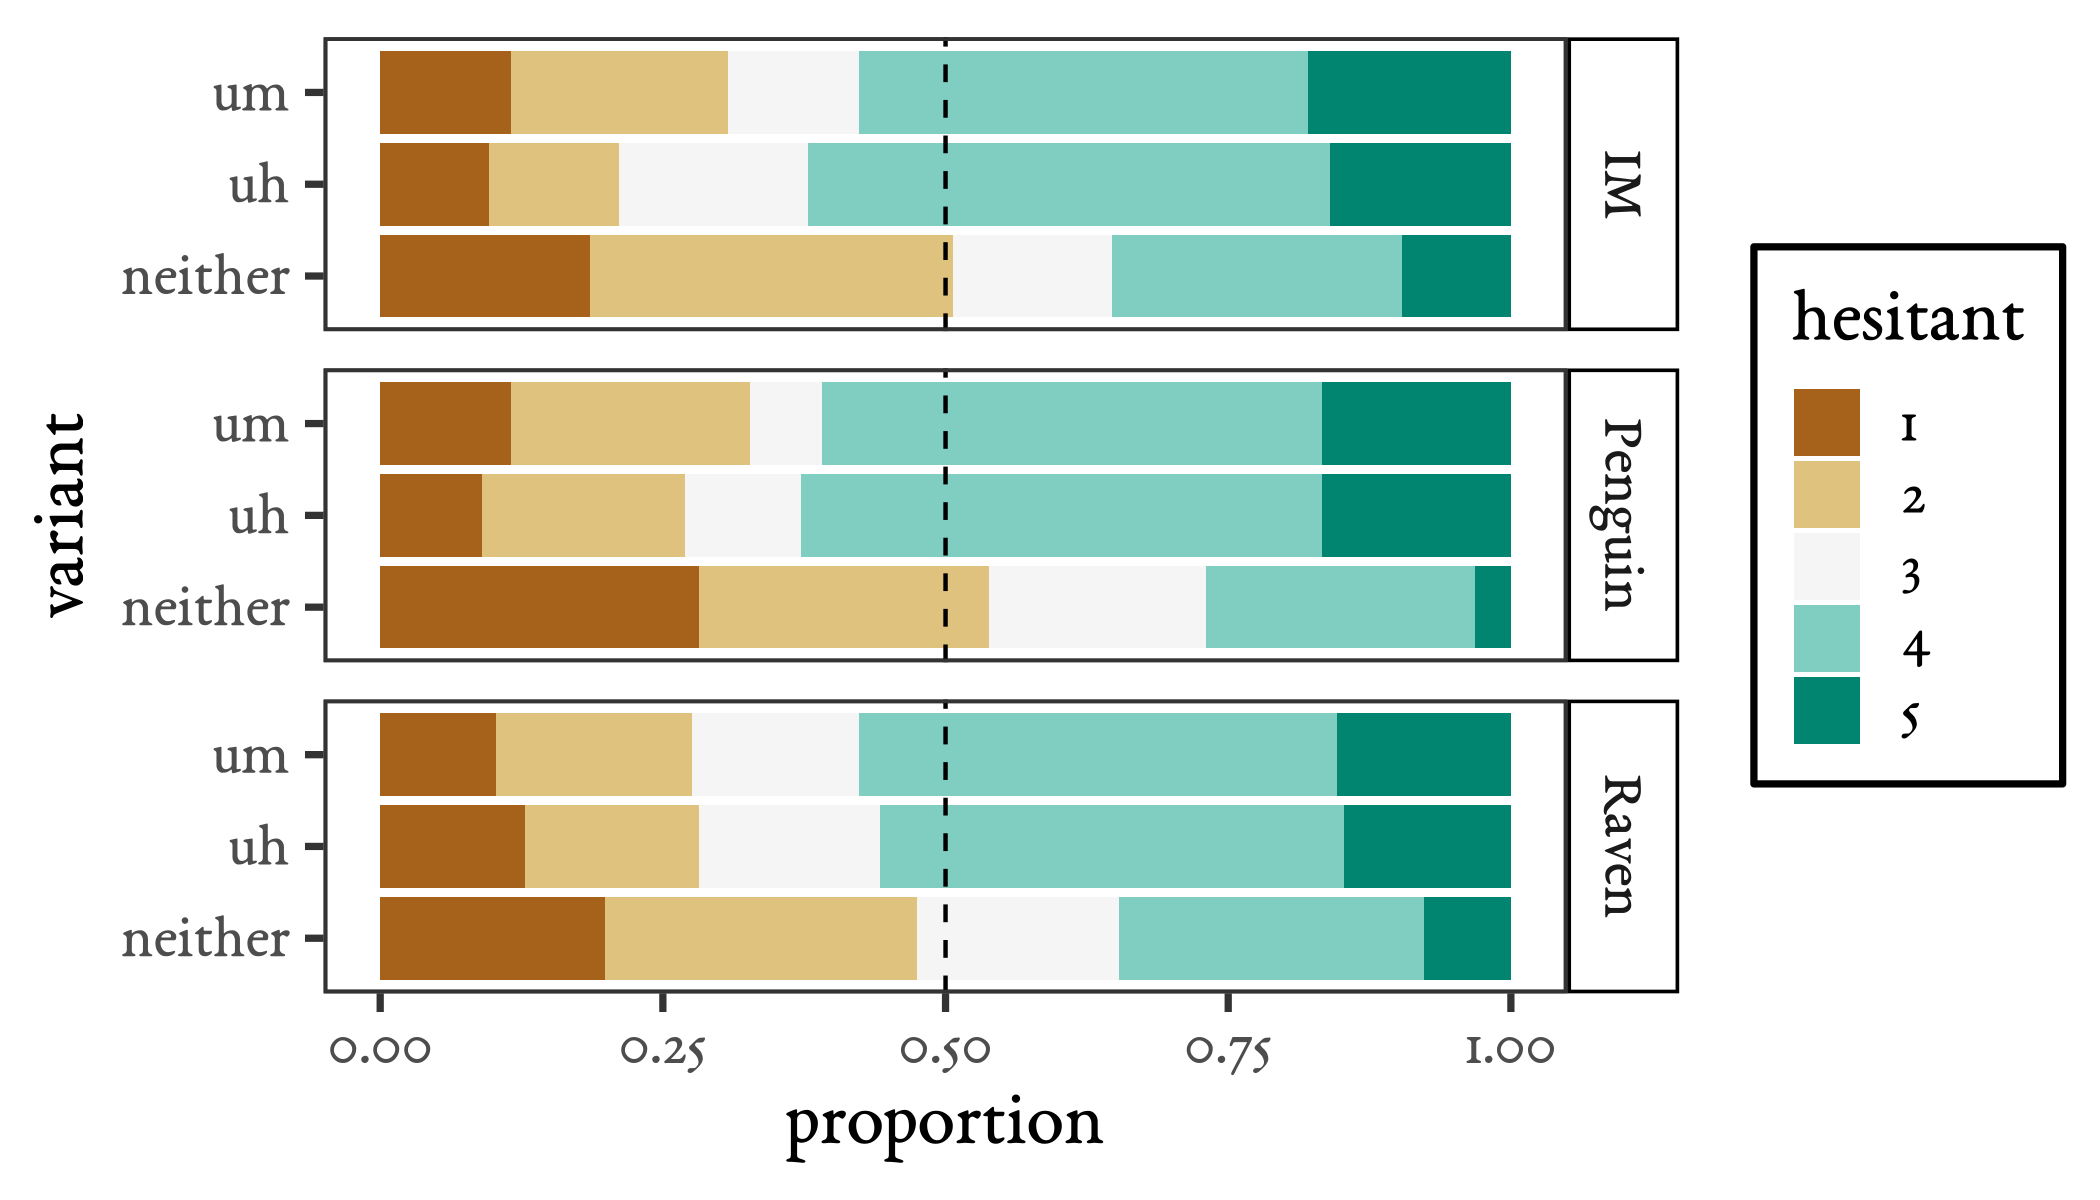 um
uh
neither
IM
um
uh
neither
Penguin
um
uh
neither
Raven
variant
0.00 0.25 0.50 0.75 1.00
proportion
hesitant
1
2
3
4
5